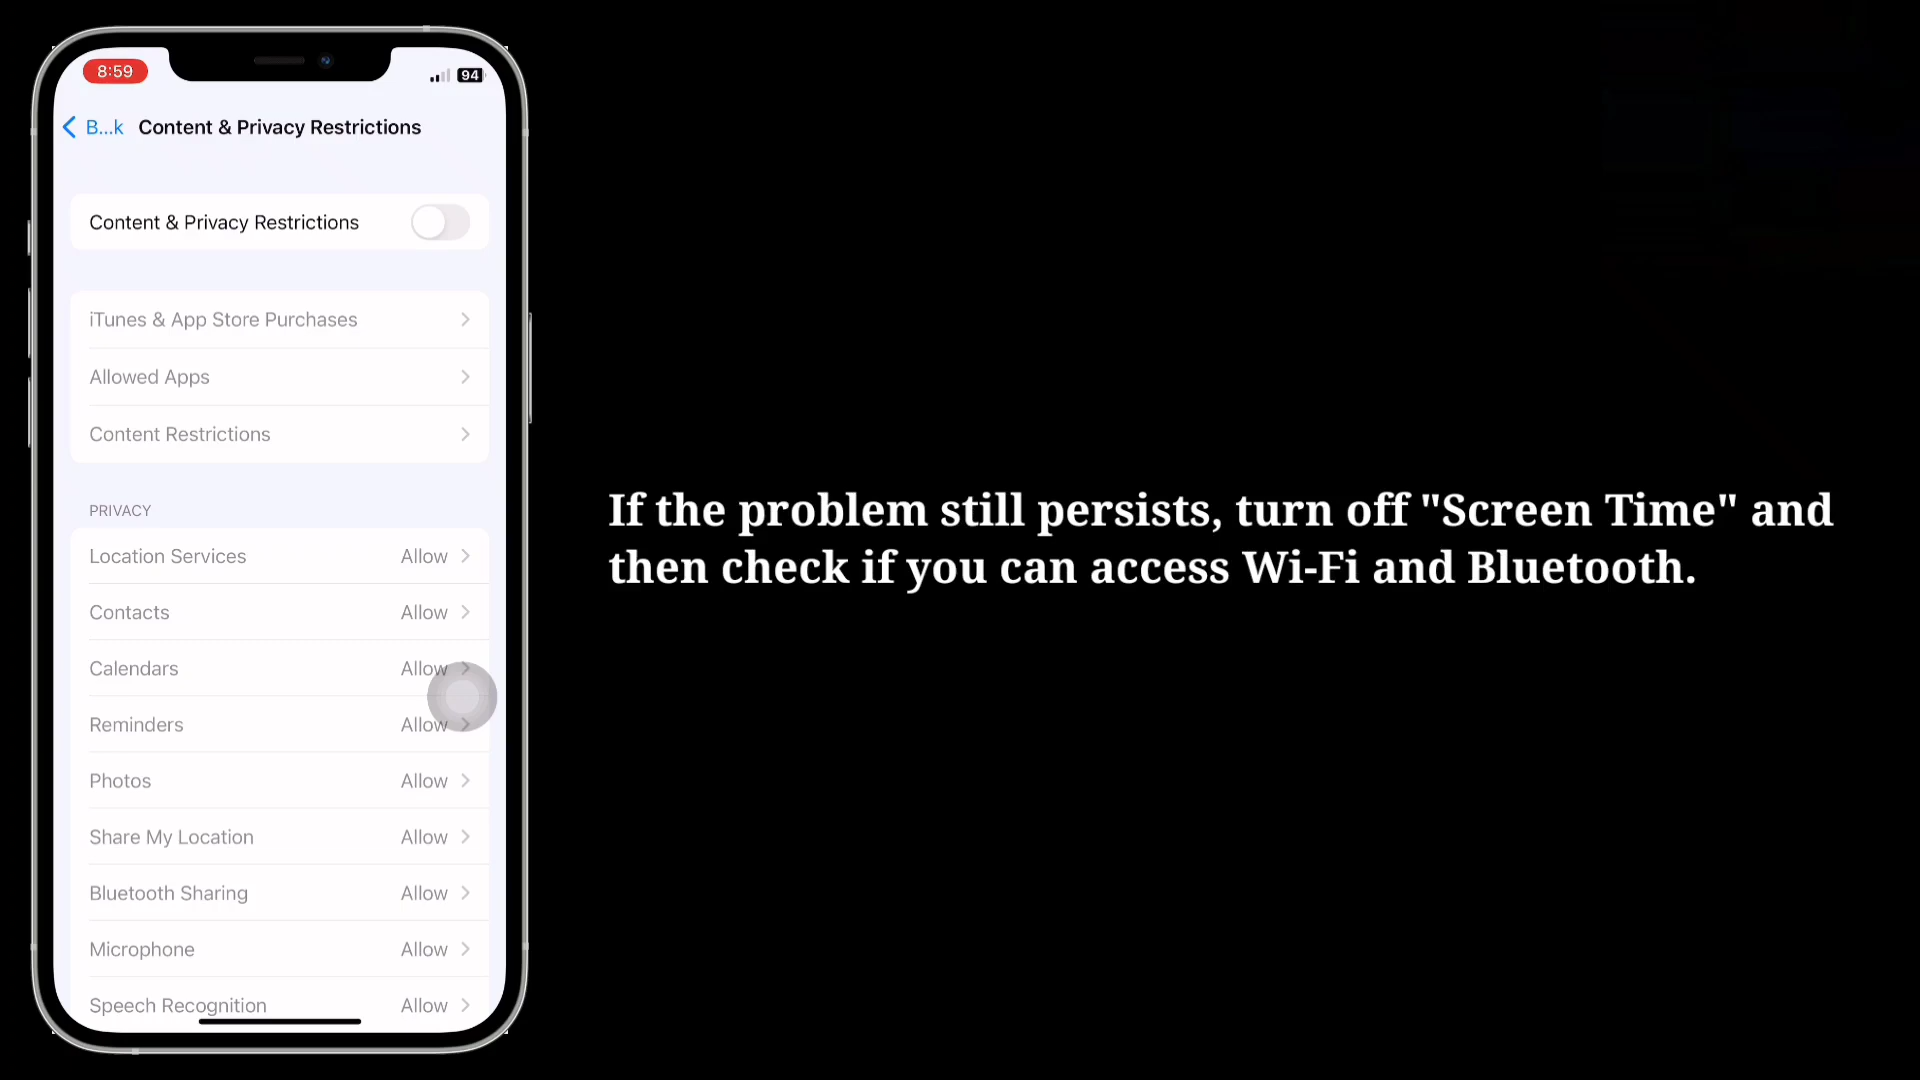 8:59
94
B...k Content & Privacy Restrictions
Content & Privacy Restrictions
iTunes & App Store Purchases
Allowed Apps
Content Restrictions
PRIVACY
Location Services Allow
Contacts Allow
Calendars Allow
Reminders Allow
Photos Allow
Share My Location Allow
Bluetooth Sharing Allow
Microphone Allow
Speech Recognition Allow
If the problem still persists, turn off "Screen Time" and
then check if you can access Wi-Fi and Bluetooth.